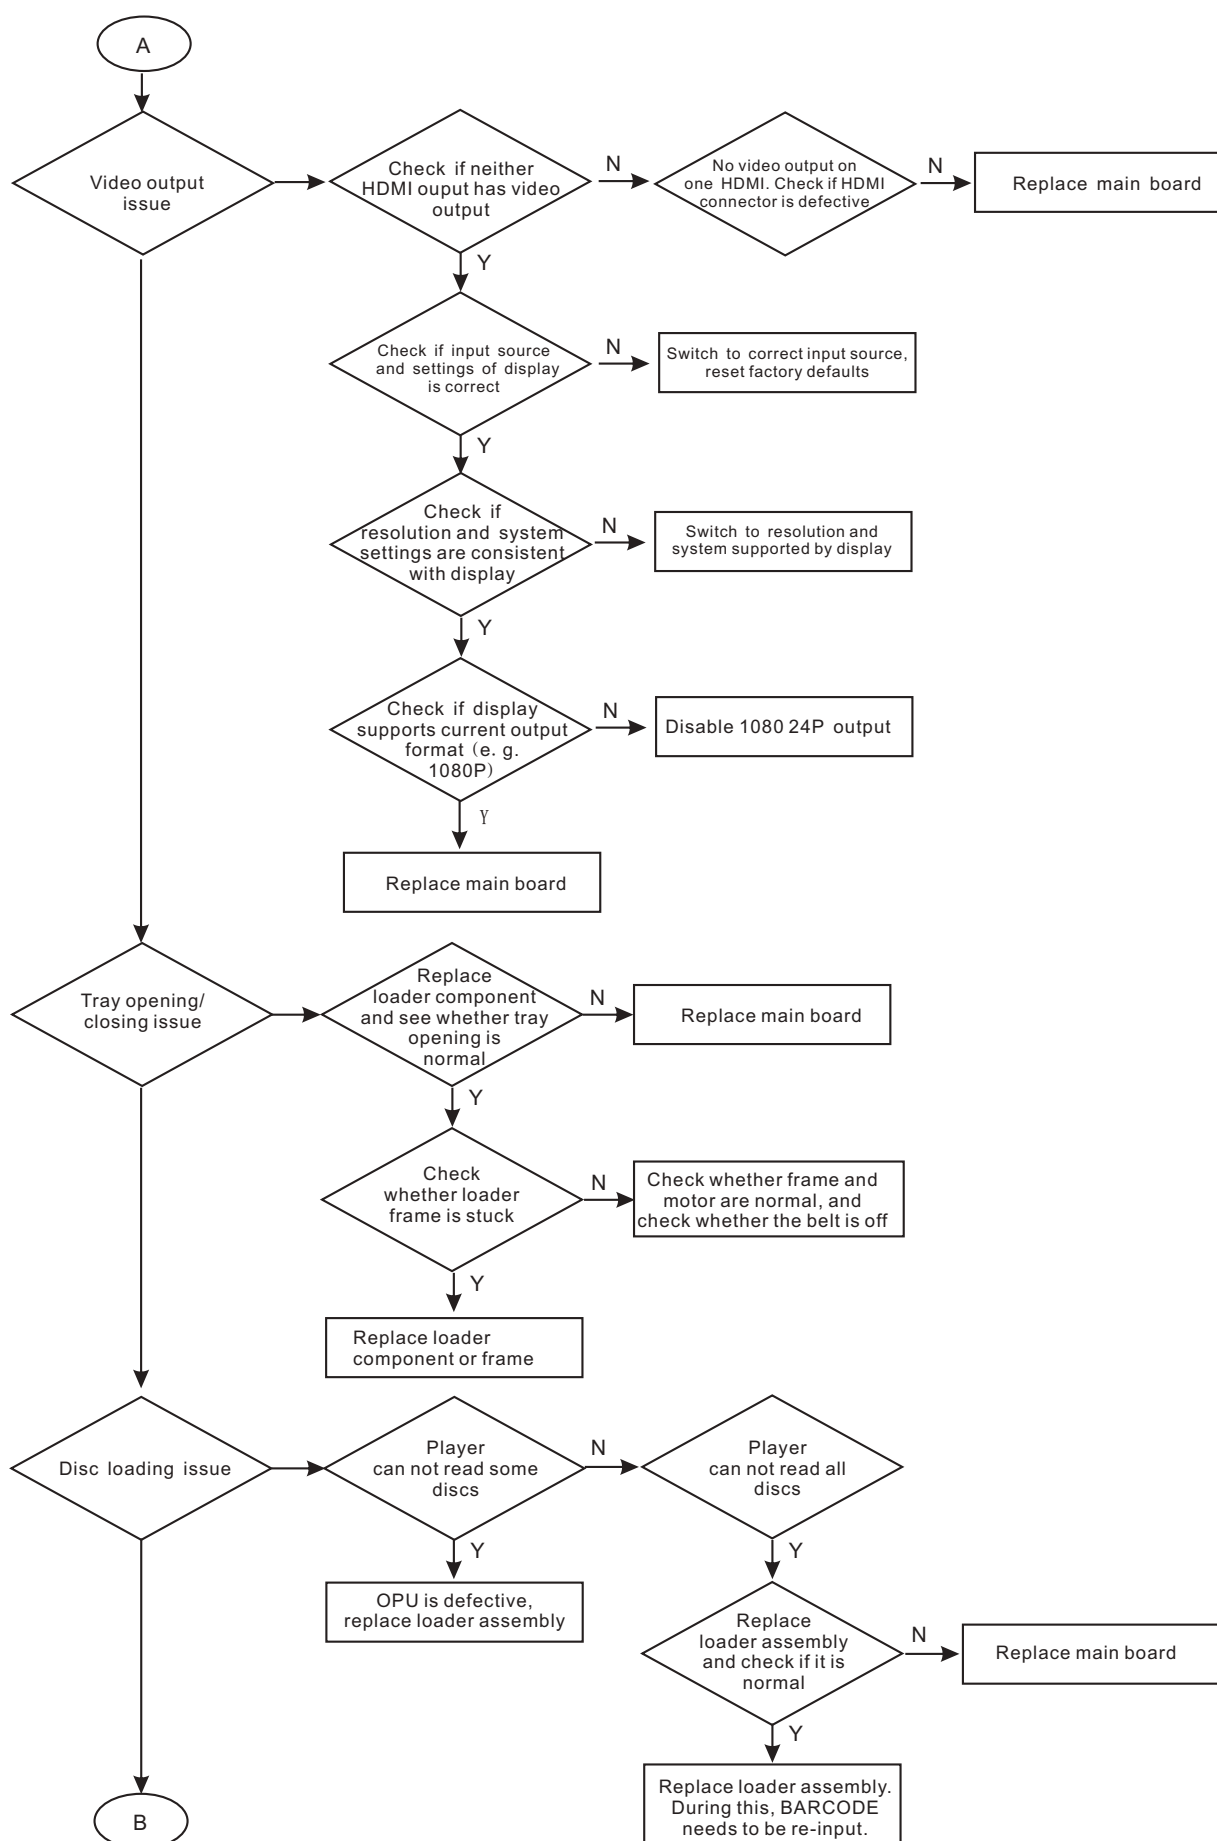 A
Video output
issue
Check if neither
HDMI ouput has video
output
N
No video output on
one HDMI. Check if HDMI
connector is defective
N
Replace main board
Y
Check if input source
and settings of display
is correct
N
Switch to correct input source,
reset factory defaults
Y
Check if
resolution and system
settings are consistent
with display
N
Switch to resolution and
system supported by display
Y
Check if display
supports current output
format (e. g.
1080P)
N
Disable 1080 24P output
Y
Replace main board
Tray opening/
closing issue
Replace
loader component
and see whether tray
opening is
normal
N
Replace main board
Y
Check
whether loader
frame is stuck
N
Check whether frame and
motor are normal, and
check whether the belt is off
Y
Replace loader
component or frame
Disc loading issue
Player
can not read some
discs
N
Player
can not read all
discs
Y
OPU is defective,
replace loader assembly
Y
Replace
loader assembly
and check if it is
normal
N
Replace main board
Y
Replace loader assembly.
During this, BARCODE
needs to be re-input.
B